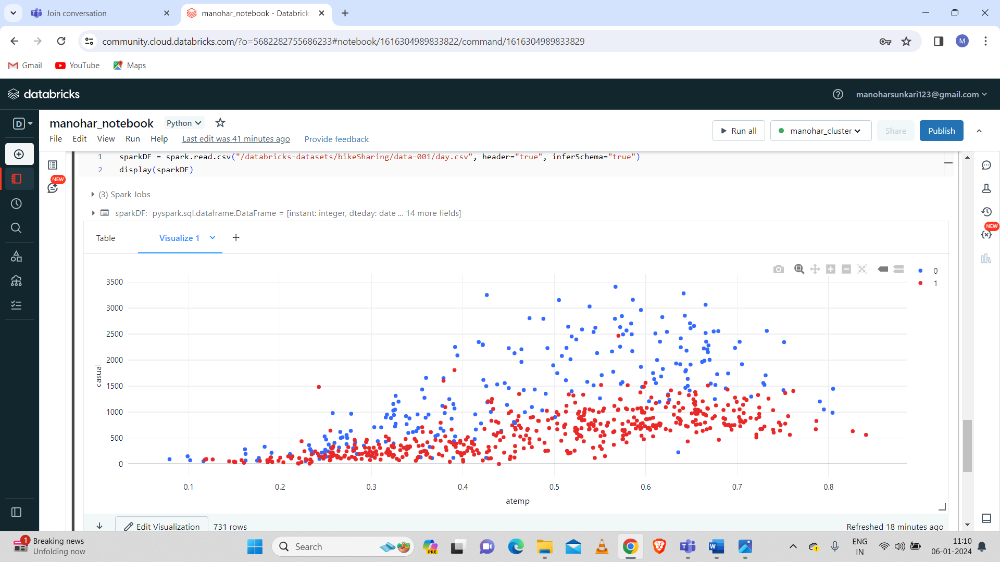 Join conversation
manohar_notebook - Databrick
community.cloud.databricks.com/?o=5682282755686233#notebook/1616304989833822/command/1616304989833829
M
Gmail
YouTube
Maps
databricks
manoharsunkari123@gmail.com
D
manohar_notebook
Python
File
Edit
View
Run
Help
Last edit was 41 minutes ago
Provide feedback
Run all
manohar_cluster
Share
Publish
NEW
NEW
1 sparkDF = spark.read.csv("/databricks-datasets/bikeSharing/data-001/day.csv", header="true", inferSchema="true")
2 display(sparkDF)
(3) Spark Jobs
sparkDF: pyspark.sql.dataframe.DataFrame = [instant: integer, dteday: date ... 14 more fields]
Table
Visualize 1
0
1
3500
3000
2500
2000
1500
1000
500
0
casual
0.1 0.2 0.3 0.4 0.5 0.6 0.7 0.8
atemp
Edit Visualization
731 rows
Refreshed 18 minutes ago
1
Breaking news
Unfolding now
Search
PRE
ENG
IN
11:10
06-01-2024